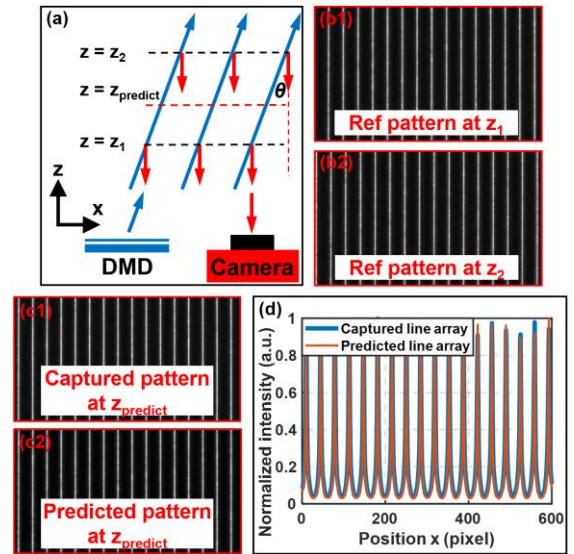 (a)
z = z2
z = zpredict
θ
z = z1
z
x
DMD
Camera
(b1)
Ref pattern at z1
(b2)
Ref pattern at z2
(c1)
Captured pattern
at zpredict
(c2)
Predicted pattern
at zpredict
(d)
Normalized intensity (a.u.)
1
0.8
0.6
0.4
0.2
0
Captured line array
Predicted line array
0
200
400
600
Position x (pixel)